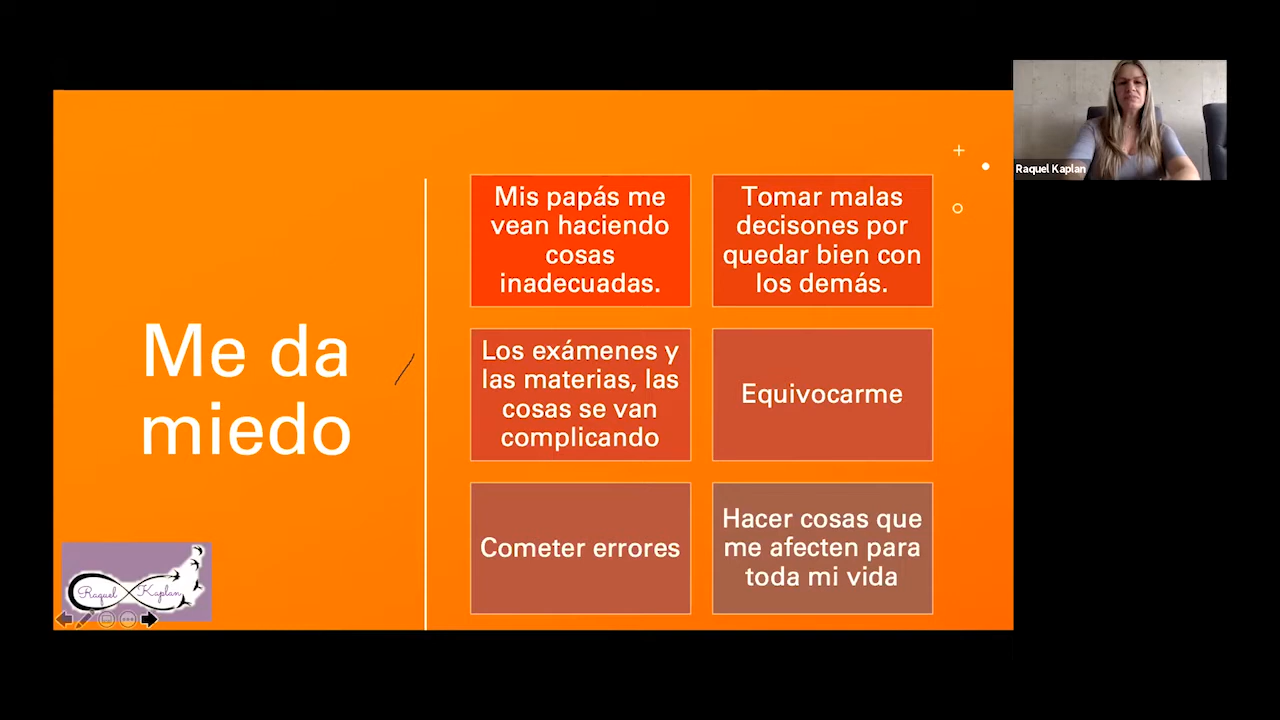 Me da
miedo
Mis papás me
vean haciendo
cosas
inadecuadas.
Tomar malas
decisones por
quedar bien con
los demás.
Los exámenes y
las materias, las
cosas se van
complicando
Equivocarme
Cometer errores
Hacer cosas que
me afecten para
toda mi vida
Raquel Kaplan
Raquel Kaplan